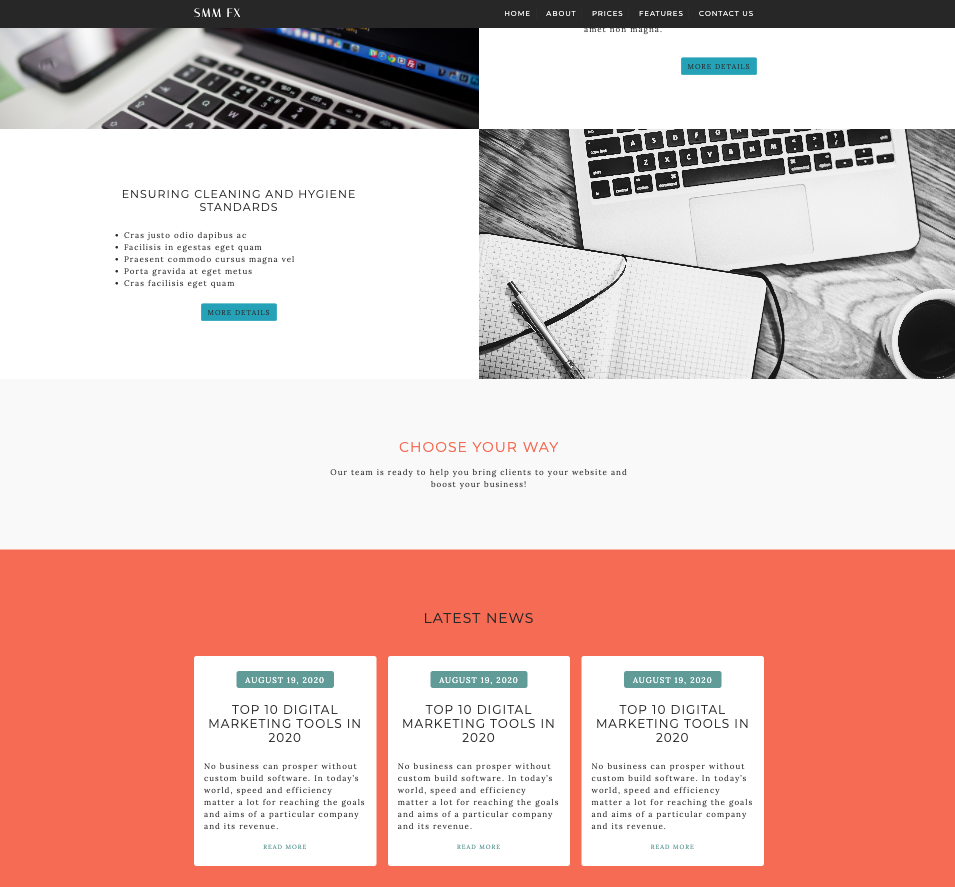 SMM FX
HOME ABOUT PRICES FEATURES CONTACT US
amet non magna.
MORE DETAILS
ENSURING CLEANING AND HYGIENE
STANDARDS
• Cras justo odio dapibus ac
• Facilisis in egestas eget quam
• Praesent commodo cursus magna vel
• Porta gravida at eget metus
• Cras facilisis eget quam
MORE DETAILS
CHOOSE YOUR WAY
Our team is ready to help you bring clients to your website and
boost your business!
LATEST NEWS
AUGUST 19, 2020
TOP 10 DIGITAL
MARKETING TOOLS IN
2020
No business can prosper without
custom build software. In today's
world, speed and efficiency
matter a lot for reaching the goals
and aims of a particular company
and its revenue.
READ MORE
AUGUST 19, 2020
TOP 10 DIGITAL
MARKETING TOOLS IN
2020
No business can prosper without
custom build software. In today's
world, speed and efficiency
matter a lot for reaching the goals
and aims of a particular company
and its revenue.
READ MORE
AUGUST 19, 2020
TOP 10 DIGITAL
MARKETING TOOLS IN
2020
No business can prosper without
custom build software. In today's
world, speed and efficiency
matter a lot for reaching the goals
and aims of a particular company
and its revenue.
READ MORE